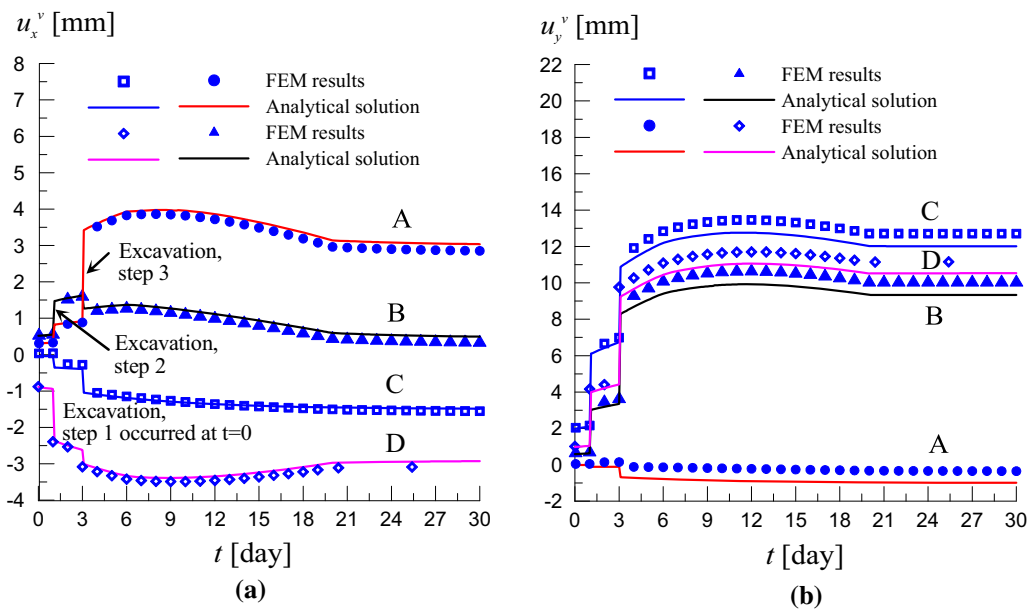 u_x^v [mm]
8
7
6
5
4
3
2
1
0
-1
-2
-3
-4
FEM results
Analytical solution
FEM results
Analytical solution
A
Excavation,
step 3
B
Excavation,
step 2
C
Excavation,
step 1 occurred at t=0
D
0 3 6 9 12 15 18 21 24 27 30
t [day]
(a)
u_y^v [mm]
22
20
18
16
14
12
10
8
6
4
2
0
-2
FEM results
Analytical solution
FEM results
Analytical solution
C
D
B
A
0 3 6 9 12 15 18 21 24 27 30
t [day]
(b)